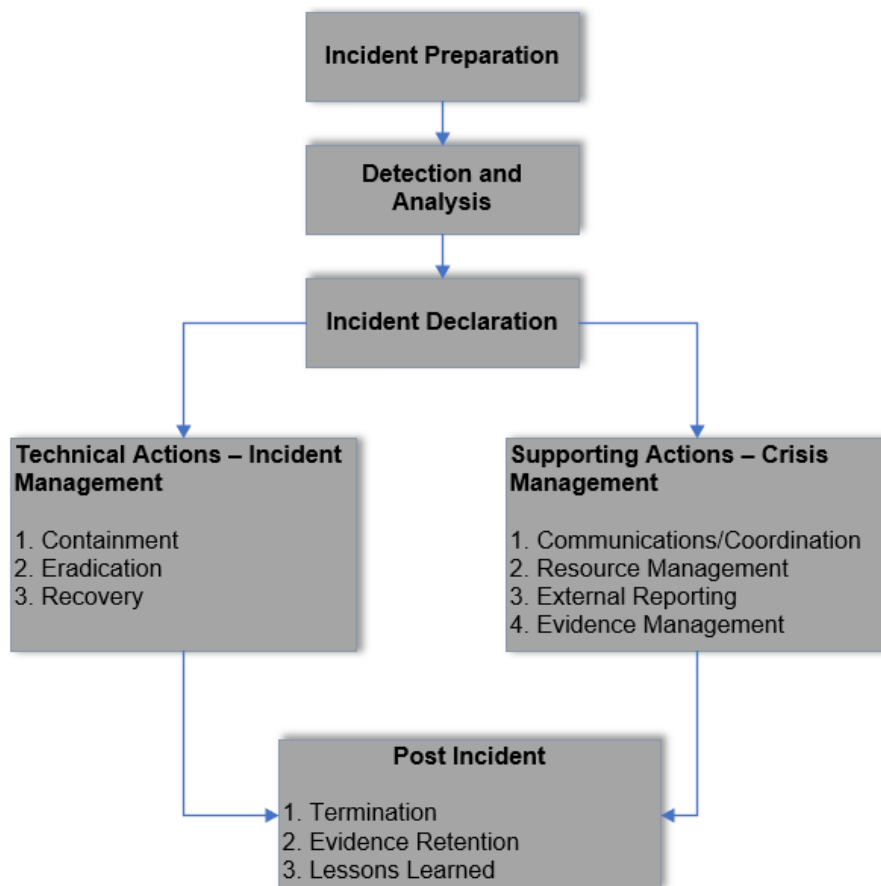 Incident Preparation
Detection and
Analysis
Incident Declaration
Technical Actions – Incident
Management
1. Containment
2. Eradication
3. Recovery
Supporting Actions – Crisis
Management
1. Communications/Coordination
2. Resource Management
3. External Reporting
4. Evidence Management
Post Incident
1. Termination
2. Evidence Retention
3. Lessons Learned